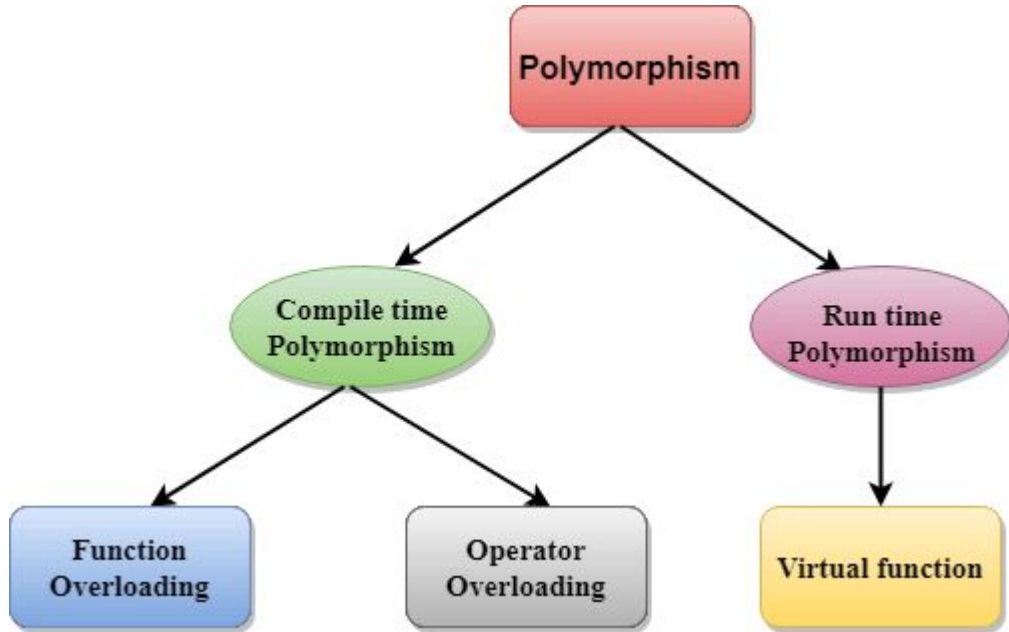 Polymorphism
Compile time
Polymorphism
Run time
Polymorphism
Function
Overloading
Operator
Overloading
Virtual function